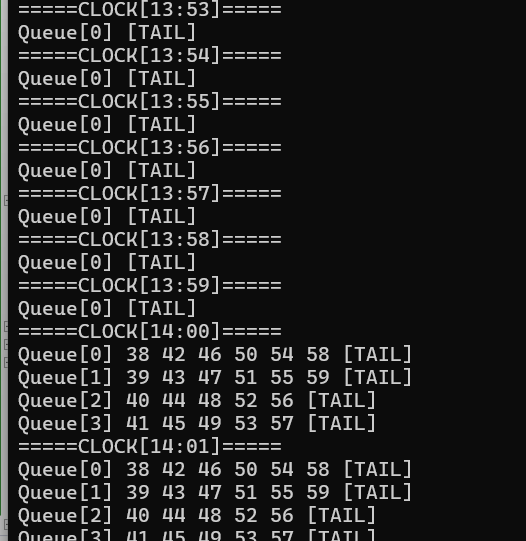 =====CLOCK[13:53]=====
Queue[0] [TAIL]
=====CLOCK[13:54]=====
Queue[0] [TAIL]
=====CLOCK[13:55]=====
Queue[0] [TAIL]
=====CLOCK[13:56]=====
Queue[0] [TAIL]
=====CLOCK[13:57]=====
Queue[0] [TAIL]
=====CLOCK[13:58]=====
Queue[0] [TAIL]
=====CLOCK[13:59]=====
Queue[0] [TAIL]
=====CLOCK[14:00]=====
Queue[0] 38 42 46 50 54 58 [TAIL]
Queue[1] 39 43 47 51 55 59 [TAIL]
Queue[2] 40 44 48 52 56 [TAIL]
Queue[3] 41 45 49 53 57 [TAIL]
=====CLOCK[14:01]=====
Queue[0] 38 42 46 50 54 58 [TAIL]
Queue[1] 39 43 47 51 55 59 [TAIL]
Queue[2] 40 44 48 52 56 [TAIL]
Queue[3] 41 45 49 53 57 [TAIL]